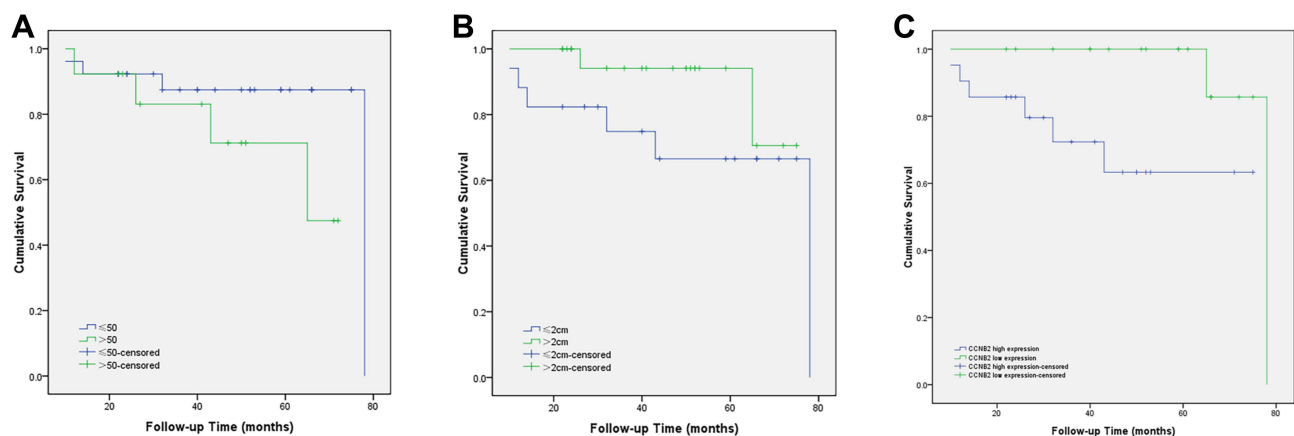 A
Cumulative Survival
1.0
0.8
0.6
0.4
0.2
0.0
⩽50
>50
⩽50-censored
>50-censored
20
40
60
80
Follow-up Time (months)
B
Cumulative Survival
1.0
0.8
0.6
0.4
0.2
0.0
⩽2cm
>2cm
⩽2cm-censored
>2cm-censored
20
40
60
80
Follow-up Time (months)
C
Cumulative Survival
1.0
0.8
0.6
0.4
0.2
0.0
CCNB2 high expression
CCNB2 low expression
CCNB2 high expression-censored
CCNB2 low expression-censored
20
40
60
80
Follow-up Time (months)